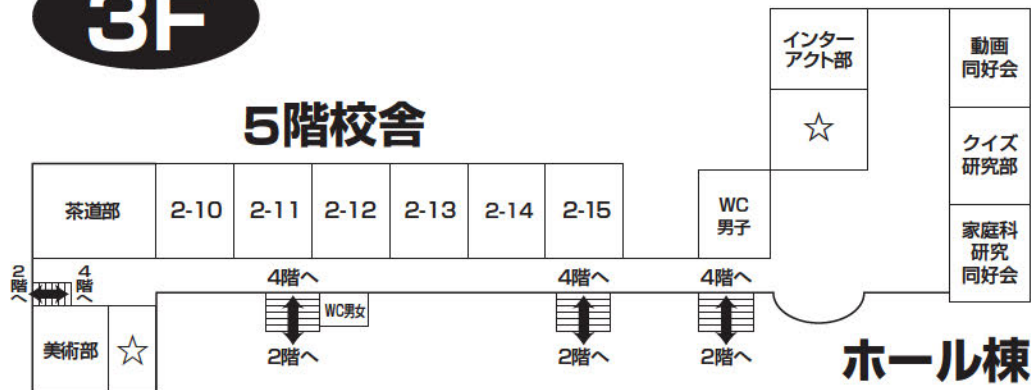 3F
インター
アクト部
動画
同好会
☆
5階校舎
クイズ
研究部
茶道部
2-10
2-11
2-12
2-13
2-14
2-15
WC
男子
家庭科
研究
同好会
2階へ
4階へ
4階へ
4階へ
4階へ
WC男女
美術部
☆
2階へ
2階へ
2階へ
ホール棟